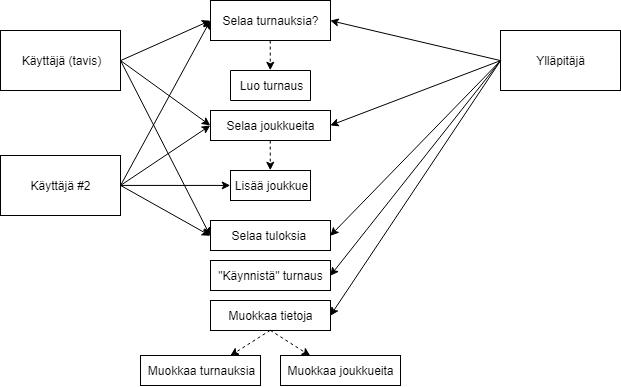 Selaa turnauksia?
Käyttäjä (tavis)
Ylläpitäjä
Luo turnaus
Selaa joukkueita
Käyttäjä #2
Lisää joukkue
Selaa tuloksia
"Käynnistä" turnaus
Muokkaa tietoja
Muokkaa turnauksia
Muokkaa joukkueita